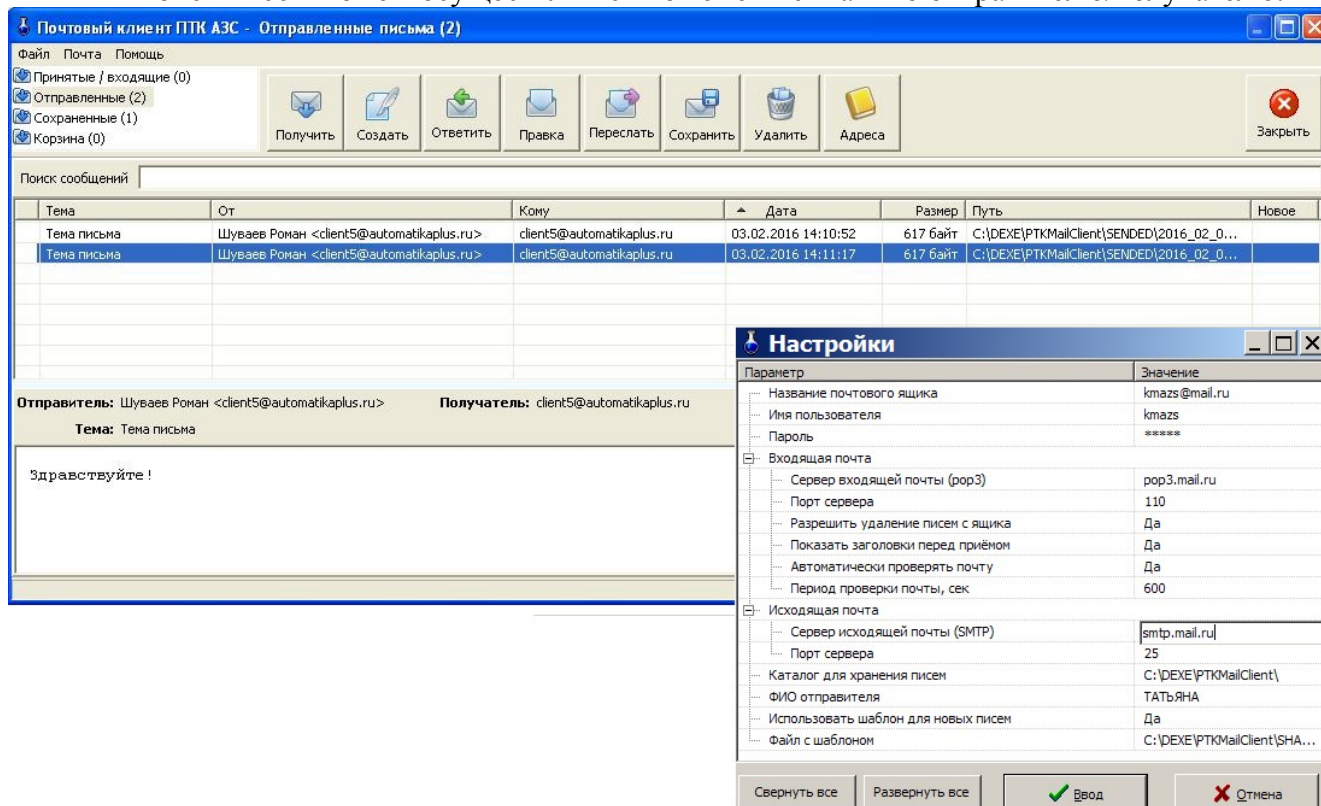 Почтовый клиент ПТК АЗС - Отправленные письма (2)
Файл Почта Помощь
Принятые / входящие (0)
Отправленные (2)
Сохраненные (1)
Корзина (0)
Получить Создать Ответить Правка Переслать Сохранить Удалить Адреса Закрыть
Поиск сообщений
Тема От Кому Дата Размер Путь Новое
Тема письма Шуваев Роман <client5@automatikaplus.ru> client5@automatikaplus.ru 03.02.2016 14:10:52 617 байт C:\DEXE\PTKMailClient\SENDED\2016_02_0...
Тема письма Шуваев Роман <client5@automatikaplus.ru> client5@automatikaplus.ru 03.02.2016 14:11:17 617 байт C:\DEXE\PTKMailClient\SENDED\2016_02_0...
Отправитель: Шуваев Роман <client5@automatikaplus.ru> Получатель: client5@automatikaplus.ru
Тема: Тема письма
Здравствуйте!
Настройки
Параметр Значение
Название почтового ящика kmazs@mail.ru
Имя пользователя kmazs
Пароль *****
Входящая почта
Сервер входящей почты (pop3) pop3.mail.ru
Порт сервера 110
Разрешить удаление писем с ящика Да
Показать заголовки перед приёмом Да
Автоматически проверять почту Да
Период проверки почты, сек 600
Исходящая почта
Сервер исходящей почты (SMTP) smtp.mail.ru
Порт сервера 25
Каталог для хранения писем C:\DEXE\PTKMailClient\
ФИО отправителя ТАТЬЯНА
Использовать шаблон для новых писем Да
Файл с шаблоном C:\DEXE\PTKMailClient\SHA...
Свернуть все Развернуть все Ввод Отмена